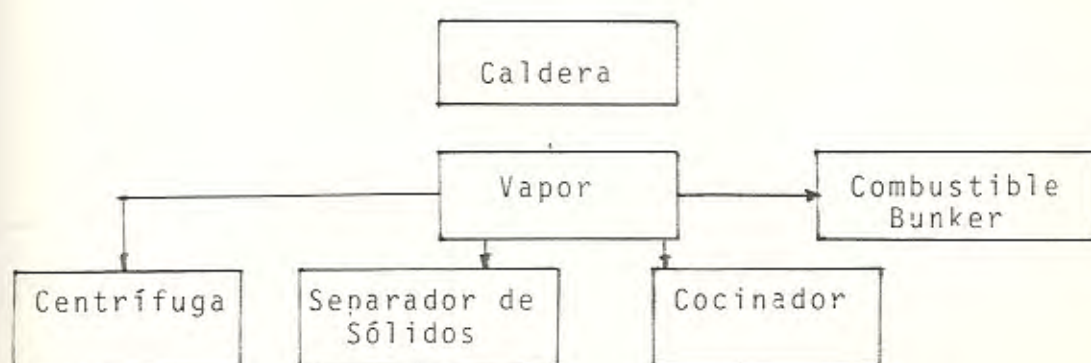 Caldera
Vapor
Combustible
Bunker
Centrífuga
Separador de
Sólidos
Cocinador